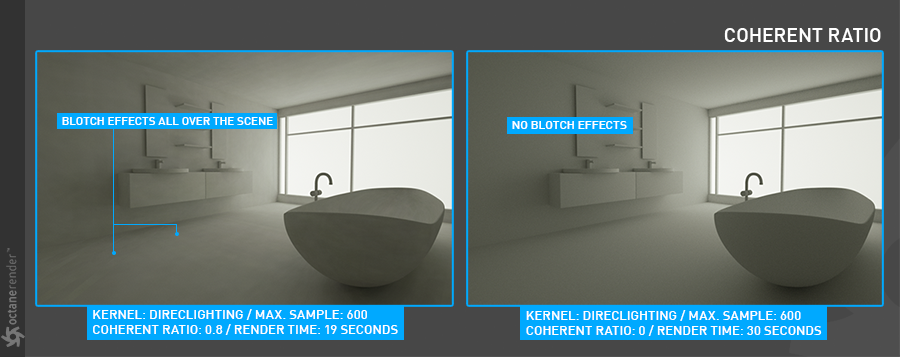 COHERENT RATIO
BLOTCH EFFECTS ALL OVER THE SCENE
NO BLOTCH EFFECTS
KERNEL: DIRECLIGHTING / MAX. SAMPLE: 600
COHERENT RATIO: 0.8 / RENDER TIME: 19 SECONDS
KERNEL: DIRECLIGHTING / MAX. SAMPLE: 600
COHERENT RATIO: 0 / RENDER TIME: 30 SECONDS
octanerender™